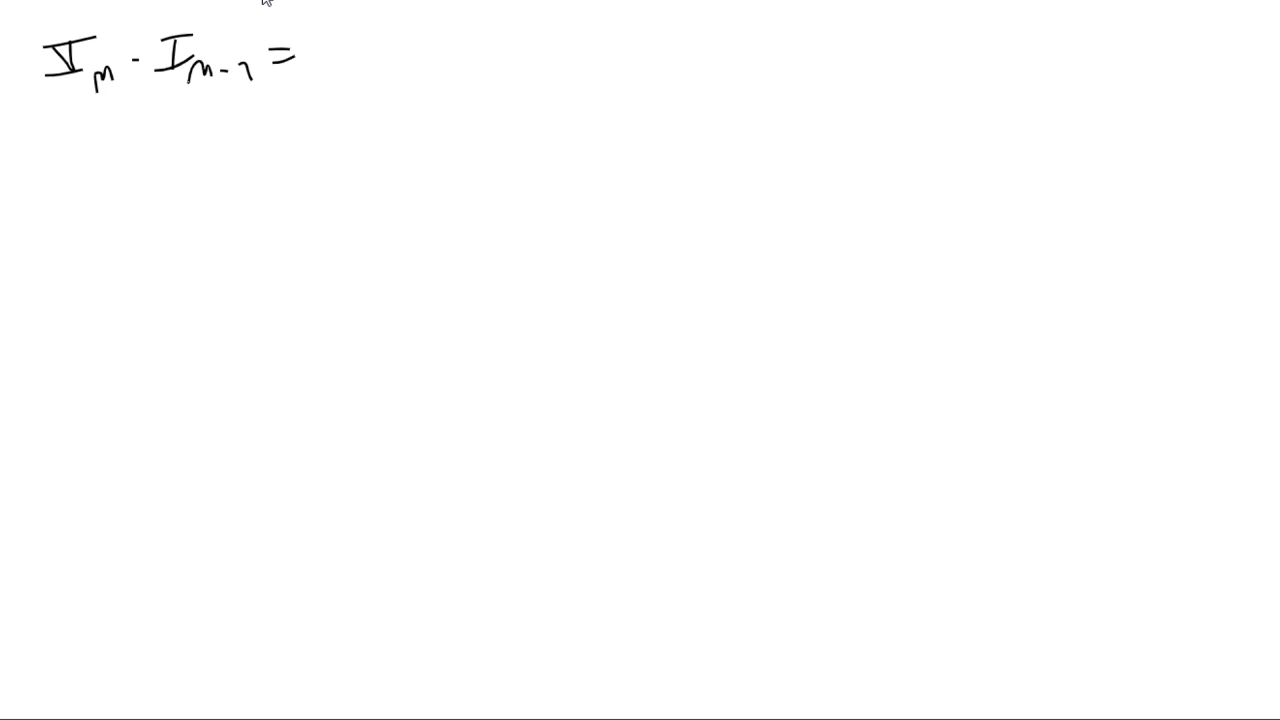 I_n - I_{n-1} =